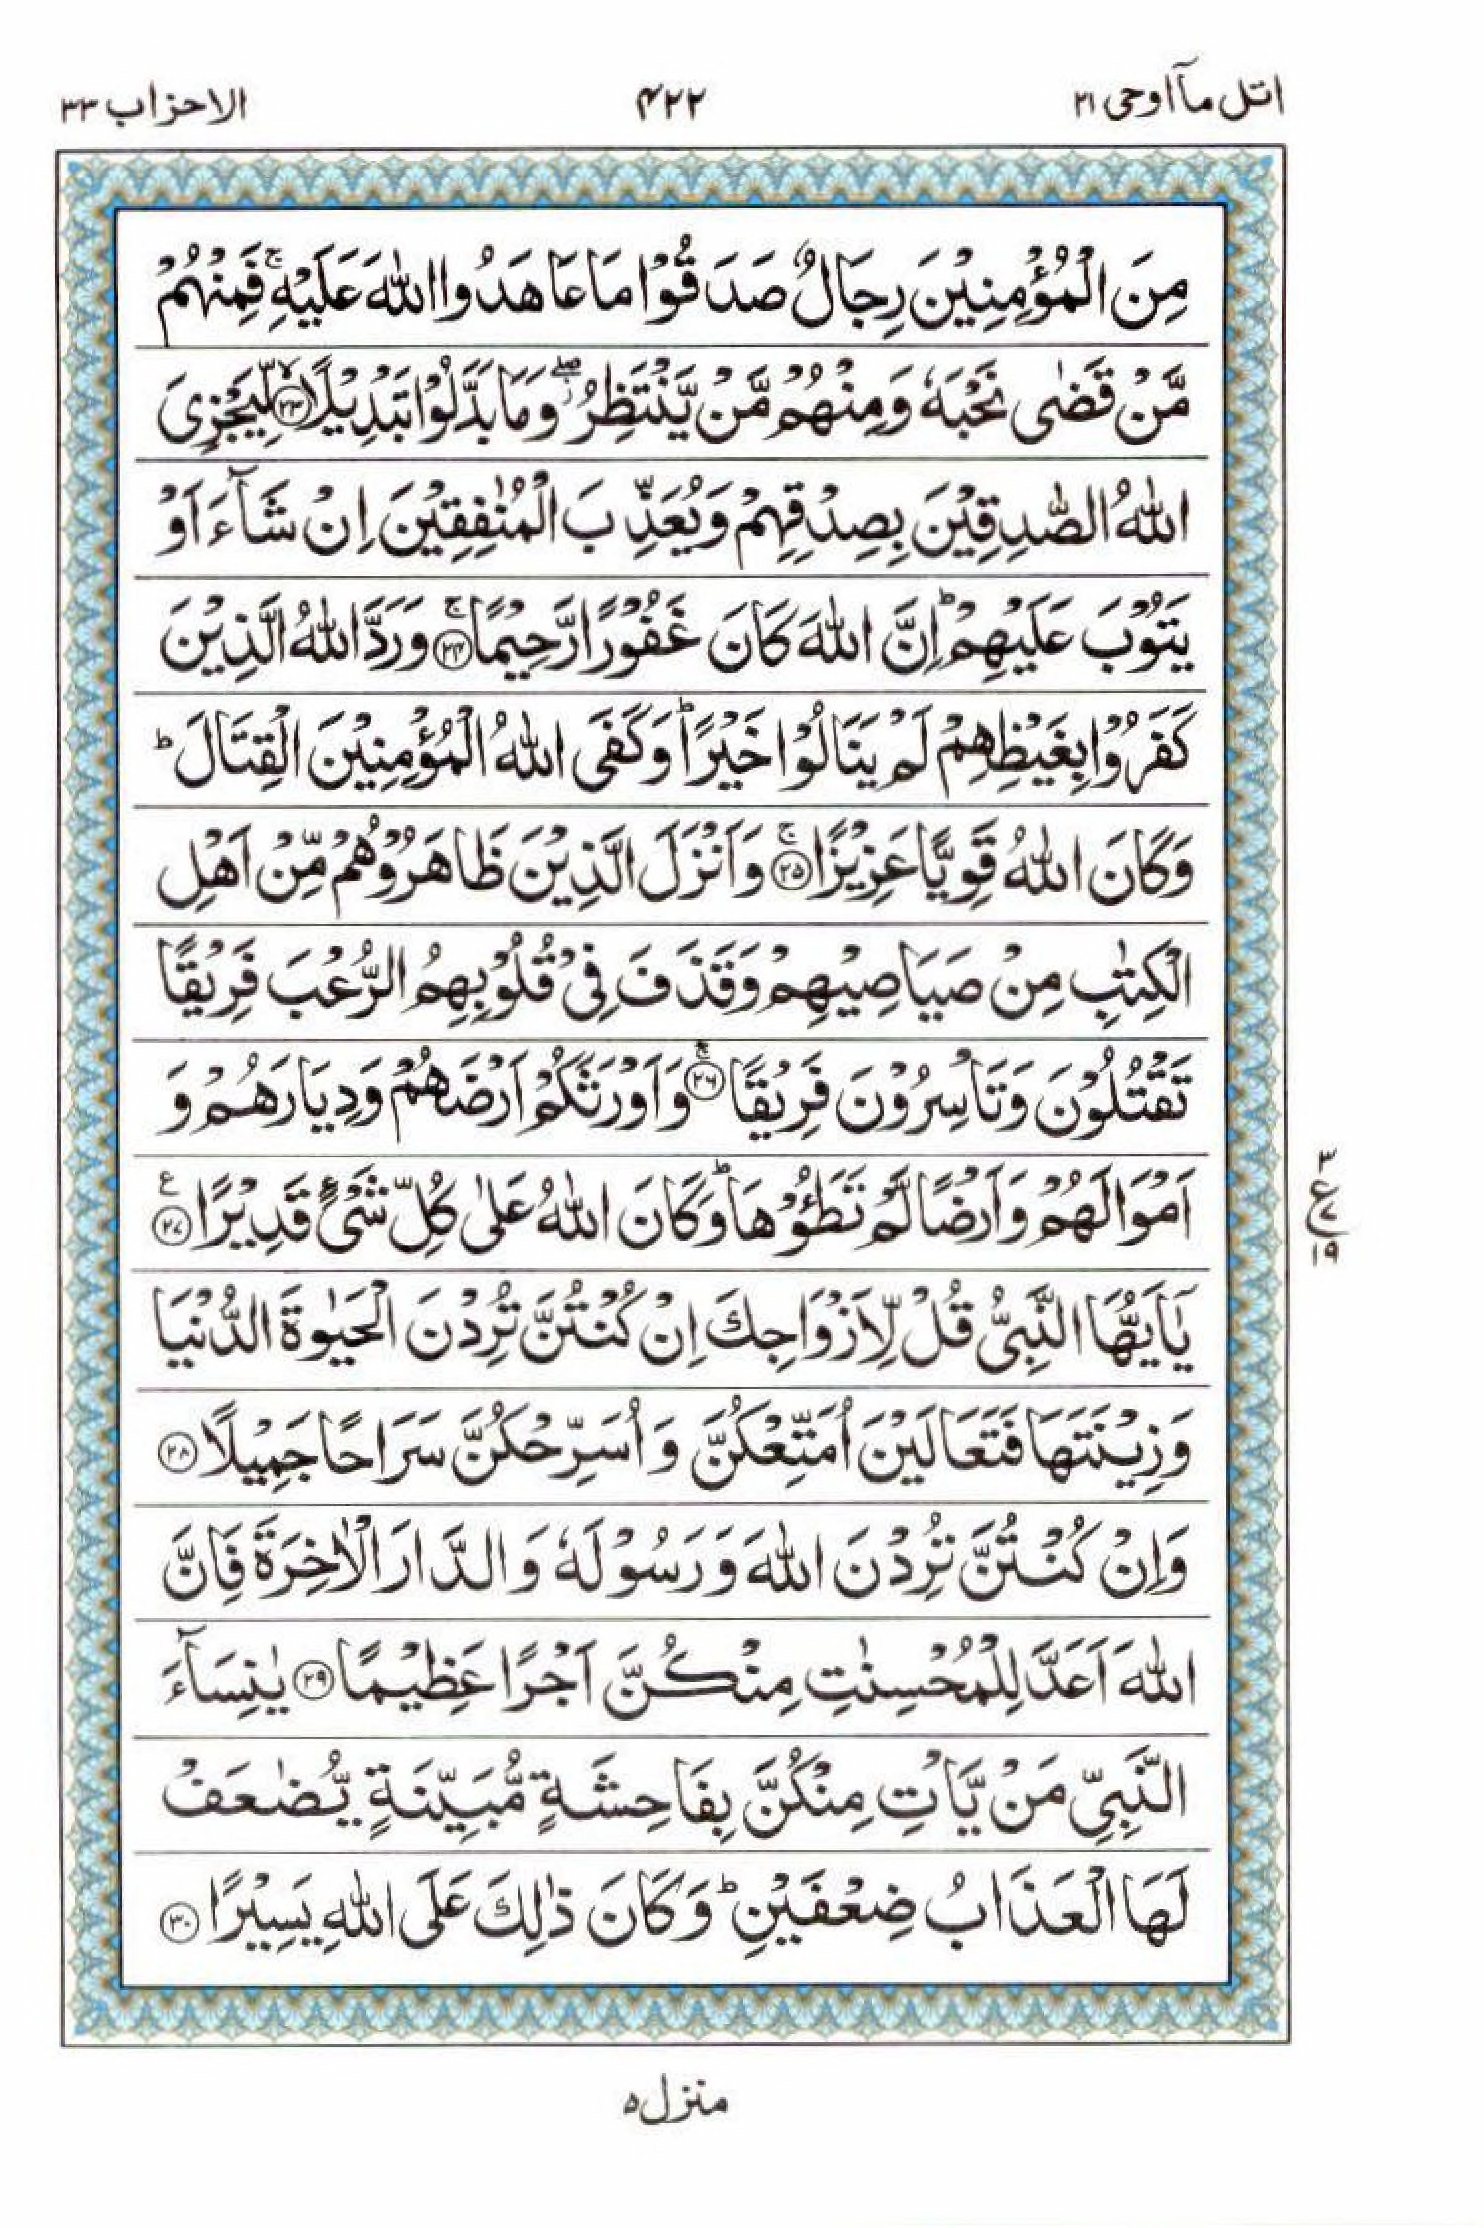 اتل مآ اوحی ۲۱
۴۲۲
الاحزاب ۳۳
مِنَ الْمُؤْمِنِیْنَ رِجَالٌ صَدَقُوْا مَا عَاهَدُوا اللّٰهَ عَلَیْهِ ۚ فَمِنْهُمْ
مَّنْ قَضٰی نَحْبَهٗ وَمِنْهُمْ مَّنْ یَّنْتَظِرُ ۖ وَمَا بَدَّلُوْا تَبْدِیْلًا ۙ﴿۲۳﴾ لِّیَجْزِیَ
اللّٰهُ الصّٰدِقِیْنَ بِصِدْقِهِمْ وَیُعَذِّبَ الْمُنٰفِقِیْنَ اِنْ شَآءَ اَوْ
یَتُوْبَ عَلَیْهِمْ ؕ اِنَّ اللّٰهَ كَانَ غَفُوْرًا رَّحِیْمًا ۚ﴿۲۴﴾ وَرَدَّ اللّٰهُ الَّذِیْنَ
كَفَرُوْا بِغَیْظِهِمْ لَمْ یَنَالُوْا خَیْرًا ؕ وَكَفَی اللّٰهُ الْمُؤْمِنِیْنَ الْقِتَالَ ؕ
وَكَانَ اللّٰهُ قَوِیًّا عَزِیْزًا ۚ﴿۲۵﴾ وَاَنْزَلَ الَّذِیْنَ ظَاهَرُوْهُمْ مِّنْ اَهْلِ
الْكِتٰبِ مِنْ صَیَاصِیْهِمْ وَقَذَفَ فِیْ قُلُوْبِهِمُ الرُّعْبَ فَرِیْقًا
تَقْتُلُوْنَ وَتَاْسِرُوْنَ فَرِیْقًا ۚ﴿۲۶﴾ وَاَوْرَثَكُمْ اَرْضَهُمْ وَدِیَارَهُمْ وَ
اَمْوَالَهُمْ وَاَرْضًا لَّمْ تَطَـُٔوْهَا ؕ وَكَانَ اللّٰهُ عَلٰی كُلِّ شَیْءٍ قَدِیْرًا ﴿۲۷﴾ ع
۳
ع
۷
۱۹
یٰۤاَیُّهَا النَّبِیُّ قُلْ لِّاَزْوَاجِكَ اِنْ كُنْتُنَّ تُرِدْنَ الْحَیٰوةَ الدُّنْیَا
وَزِیْنَتَهَا فَتَعَالَیْنَ اُمَتِّعْكُنَّ وَاُسَرِّحْكُنَّ سَرَاحًا جَمِیْلًا ﴿۲۸﴾
وَاِنْ كُنْتُنَّ تُرِدْنَ اللّٰهَ وَرَسُوْلَهٗ وَالدَّارَ الْاٰخِرَةَ فَاِنَّ
اللّٰهَ اَعَدَّ لِلْمُحْسِنٰتِ مِنْكُنَّ اَجْرًا عَظِیْمًا ﴿۲۹﴾ یٰنِسَآءَ
النَّبِیِّ مَنْ یَّاْتِ مِنْكُنَّ بِفَاحِشَةٍ مُّبَیِّنَةٍ یُّضٰعَفْ
لَهَا الْعَذَابُ ضِعْفَیْنِ ؕ وَكَانَ ذٰلِكَ عَلَی اللّٰهِ یَسِیْرًا ﴿۳۰﴾
منزل ۵